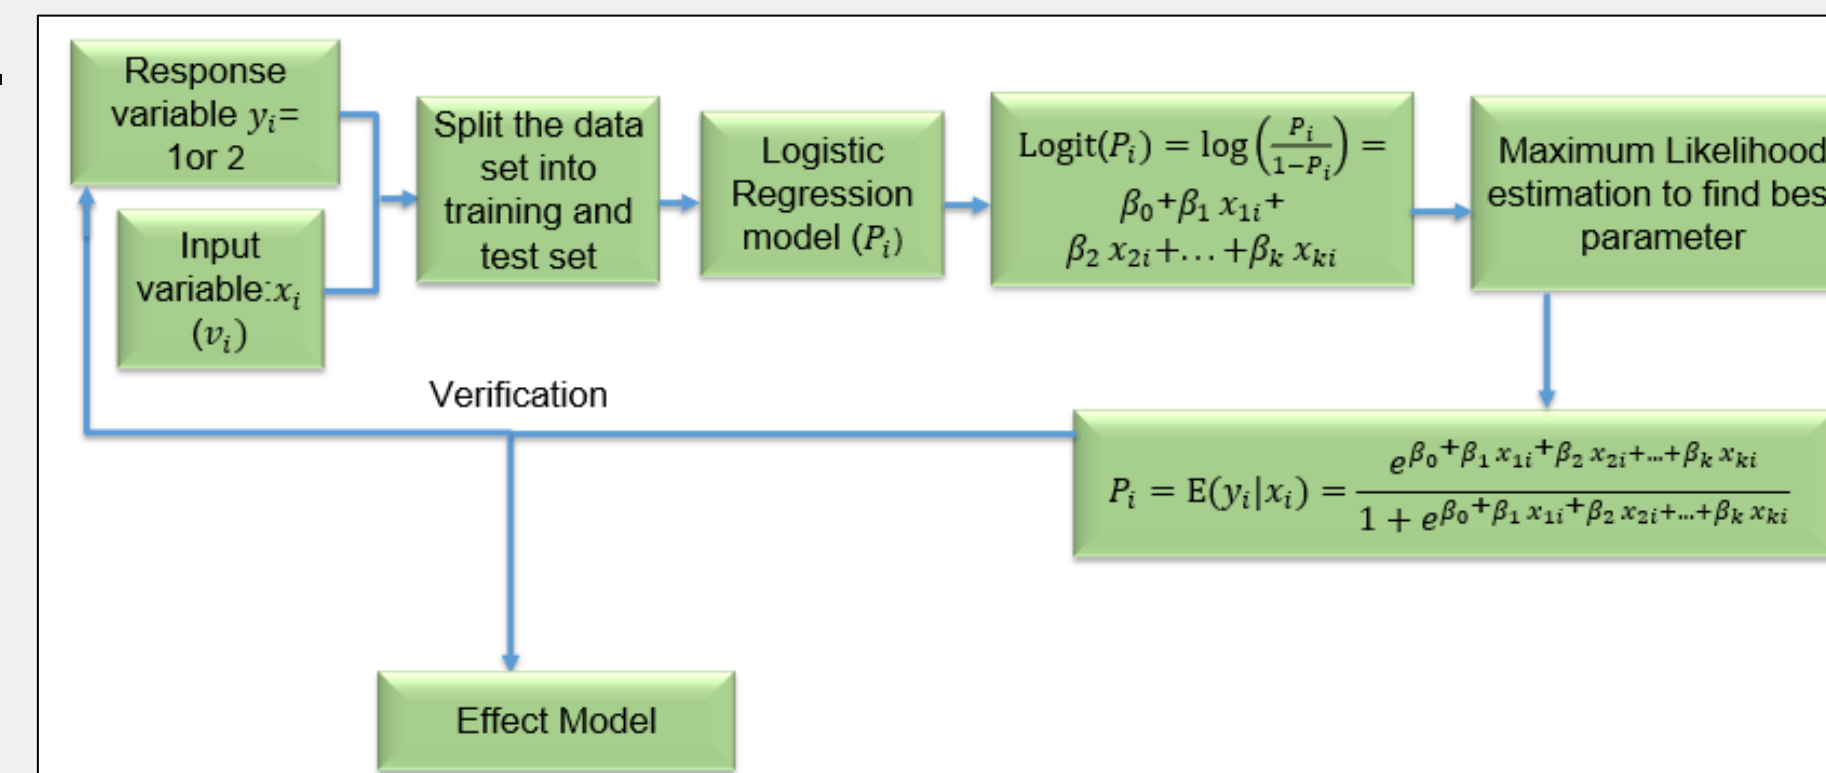 Response
variable yᵢ=
1or 2
Input
variable:xᵢ
(vᵢ)
Split the data
set into
training and
test set
Logistic
Regression
model (Pᵢ)
Logit(Pᵢ) = log(Pᵢ/1−Pᵢ) =
β₀+β₁ x₁ᵢ+
β₂ x₂ᵢ+…+βₖ xₖᵢ
Maximum Likelihood
estimation to find
parameter
Verification
Pᵢ = E(yᵢ|xᵢ) = e^(β₀+β₁ x₁ᵢ+β₂ x₂ᵢ+…+βₖ xₖᵢ) / 1 + e^(β₀+β₁ x₁ᵢ+β₂ x₂ᵢ+…+βₖ xₖᵢ)
Effect Model